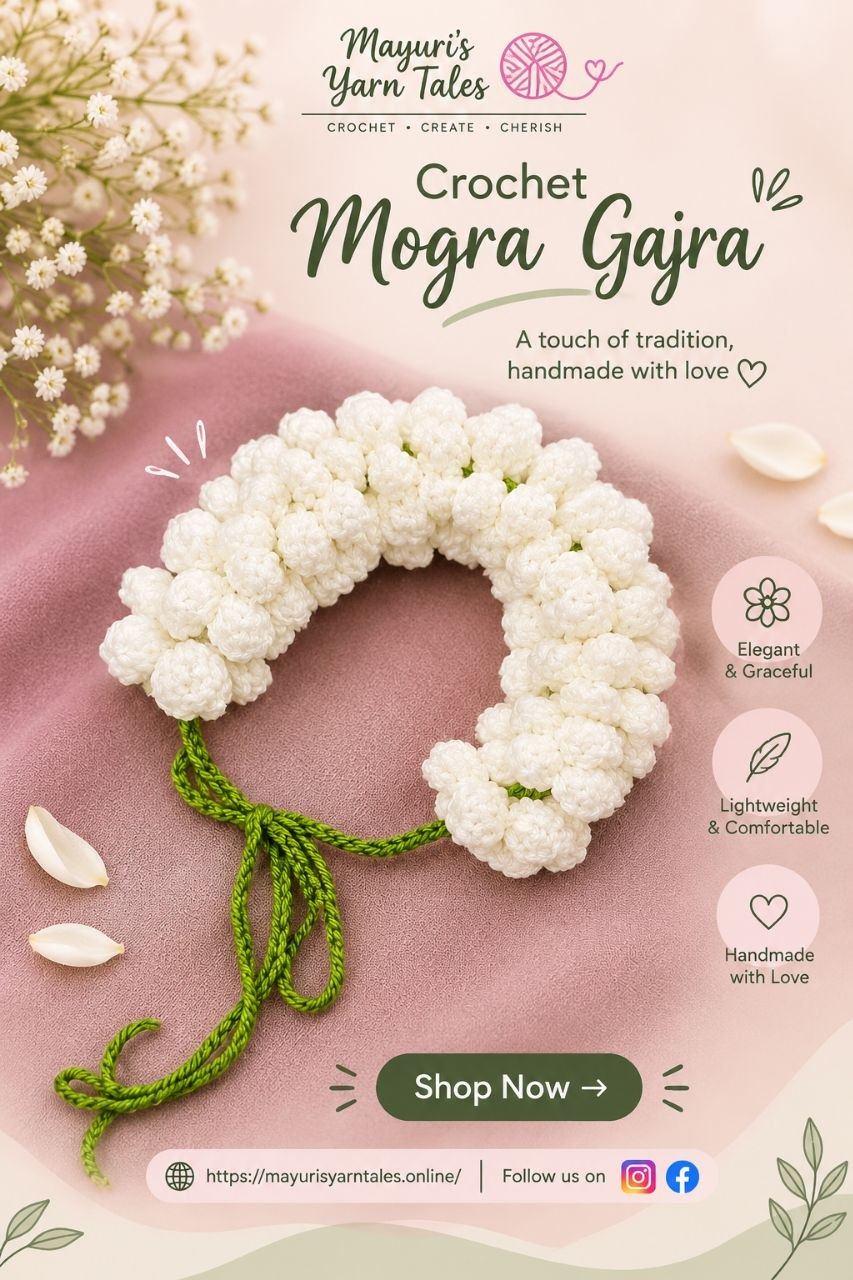 Mayuri's
Yarn Tales
CROCHET • CREATE • CHERISH
Crochet
Mogra Gajra
A touch of tradition,
handmade with love ♡
Elegant
& Graceful
Lightweight
& Comfortable
Handmade
with Love
Shop Now →
https://mayurisyarntales.online/ | Follow us on